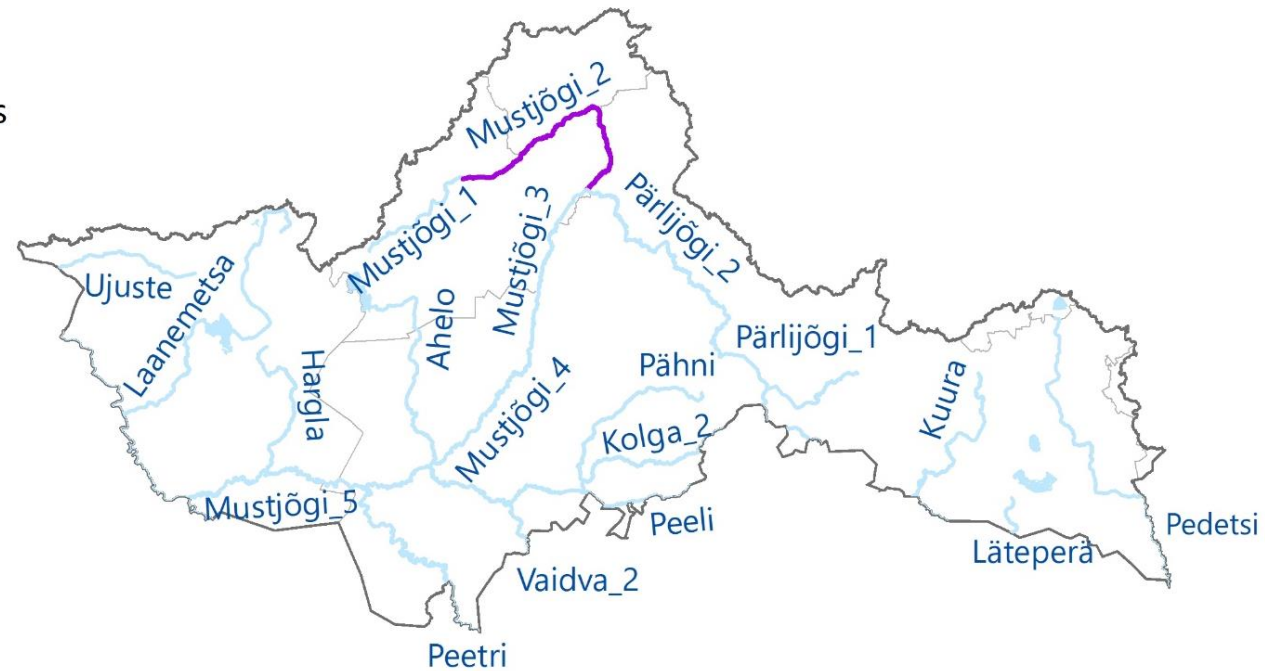 s
Mustjõgi_2
Mustjõgi_1
Mustjõgi_3
Pärlijõgi_2
Ujuste
Laanemetsa
Hargla
Ahelo
Mustjõgi_4
Pähni
Pärlijõgi_1
Kolga_2
Kuura
Mustjõgi_5
Peeli
Vaidva_2
Peetri
Läteperä
Pedetsi